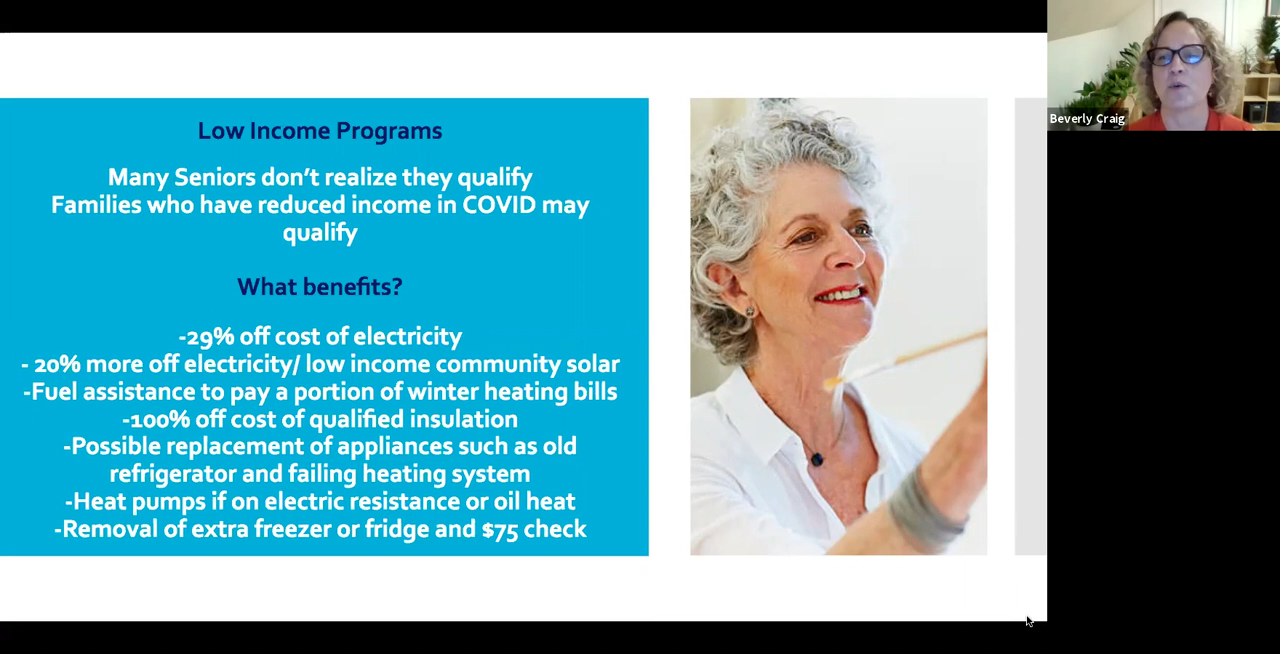 Low Income Programs
Many Seniors don’t realize they qualify
Families who have reduced income in COVID may
qualify
What benefits?
-29% off cost of electricity
- 20% more off electricity/ low income community solar
-Fuel assistance to pay a portion of winter heating bills
-100% off cost of qualified insulation
-Possible replacement of appliances such as old
refrigerator and failing heating system
-Heat pumps if on electric resistance or oil heat
-Removal of extra freezer or fridge and $75 check
Beverly Craig